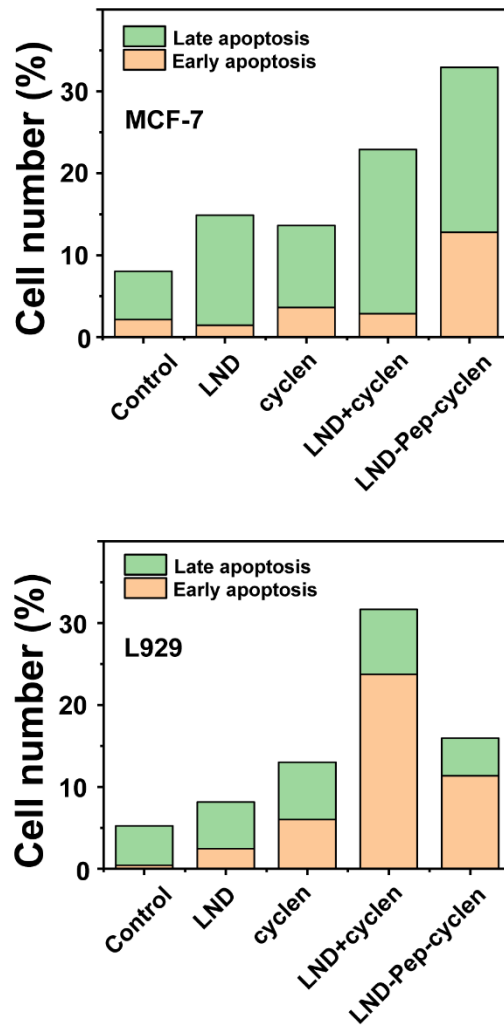 Late apoptosis
Early apoptosis
MCF-7
Cell number (%)
30
20
10
0
Control
LND
cyclen
LND+cyclen
LND-Pep-cyclen
Late apoptosis
Early apoptosis
L929
Cell number (%)
30
20
10
0
Control
LND
cyclen
LND+cyclen
LND-Pep-cyclen